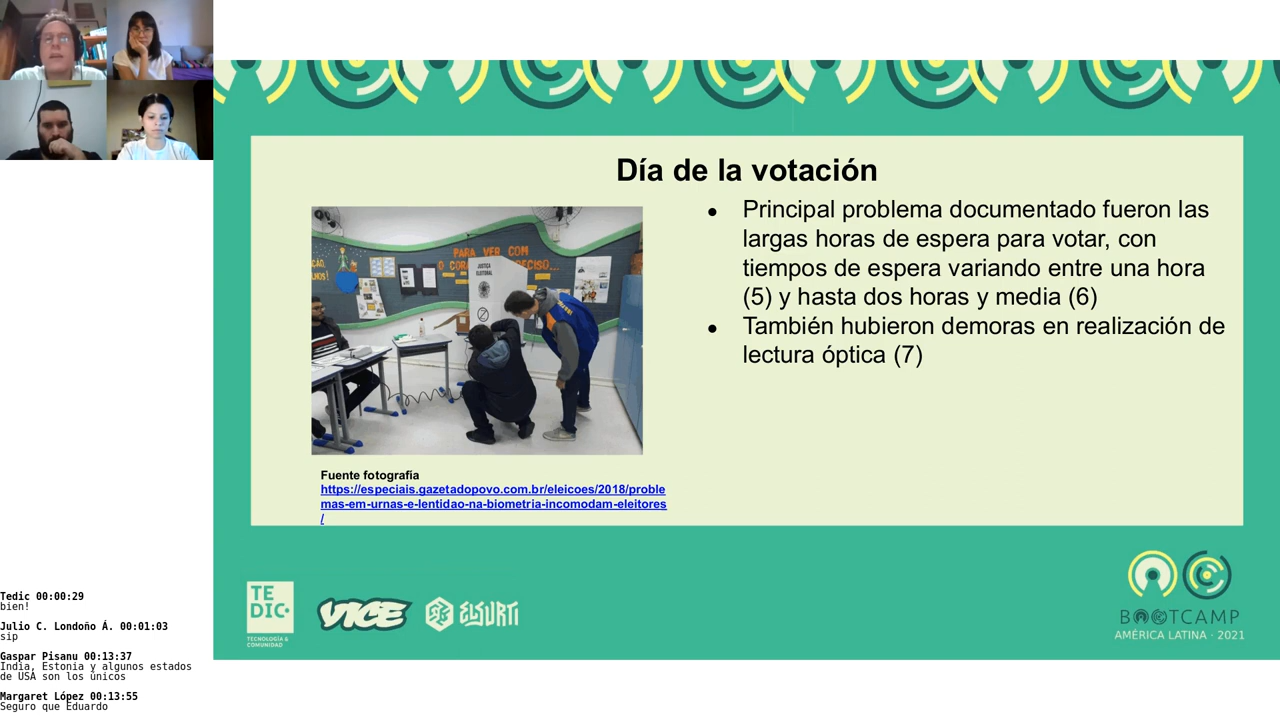 Día de la votación
PARA VER COM
O
JUSTIÇA
ELEITORAL
● Principal problema documentado fueron las
largas horas de espera para votar, con
tiempos de espera variando entre una hora
(5) y hasta dos horas y media (6)
● También hubieron demoras en realización de
lectura óptica (7)
Fuente fotografia
https://especiais.gazetadopovo.com.br/eleicoes/2018/proble
mas-em-urnas-e-lentidao-na-biometria-incomodam-eleitores
/
TE
DIC
TECNOLOGÍA &
COMUNIDAD
VICE
ELSURTI
BOOTCAMP
AMÉRICA LATINA · 2021
Tedic 00:00:29
bien!
Julio C. Londoño Á. 00:01:03
sip
Gaspar Pisanu 00:13:37
India, Estonia y algunos estados
de USA son los únicos
Margaret López 00:13:55
Seguro que Eduardo